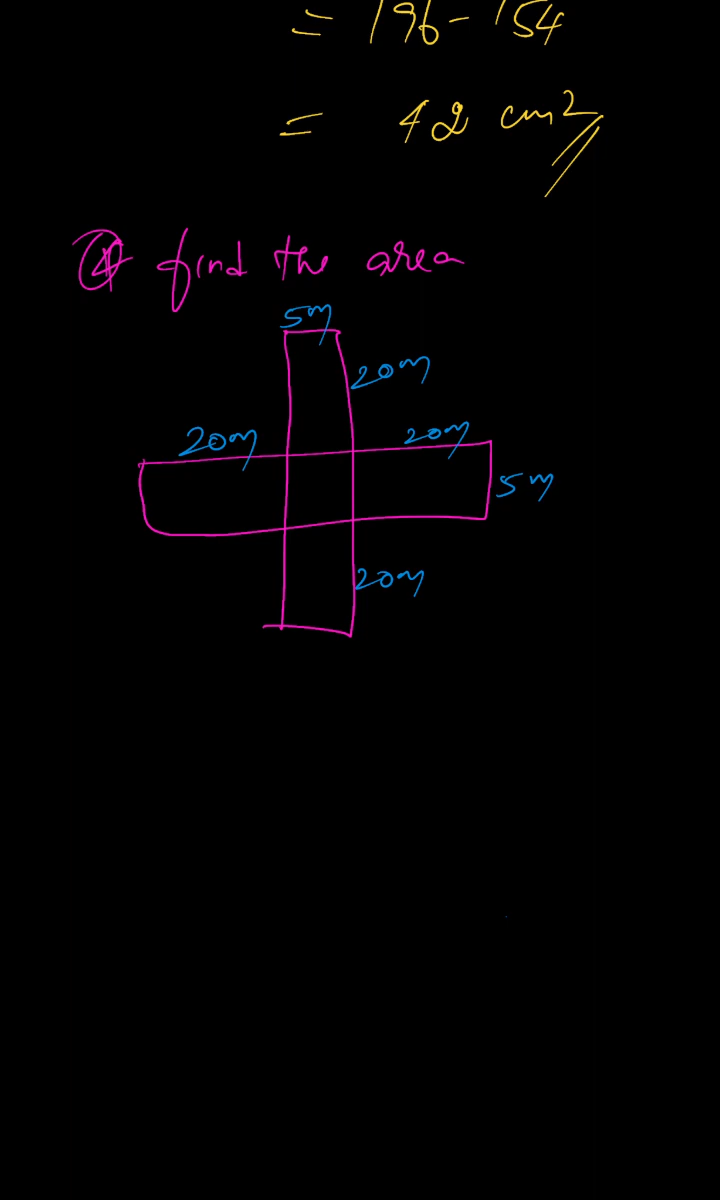 = 196 - 154
= 42 cm²
④ find the area
5m
20m
20m 20m
5m
20m